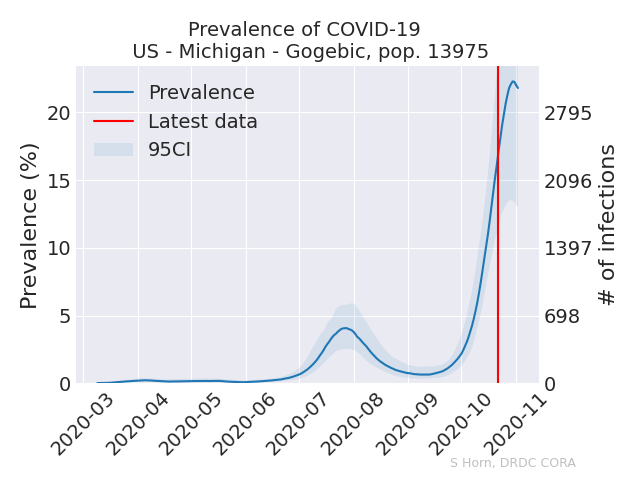 Prevalence of COVID-19
US - Michigan - Gogebic, pop. 13975
Prevalence
Latest data
95CI
Prevalence (%)
20
15
10
5
0
2795
2096
1397
698
0
# of infections
2020-03
2020-04
2020-05
2020-06
2020-07
2020-08
2020-09
2020-10
2020-11
S Horn, DRDC CORA